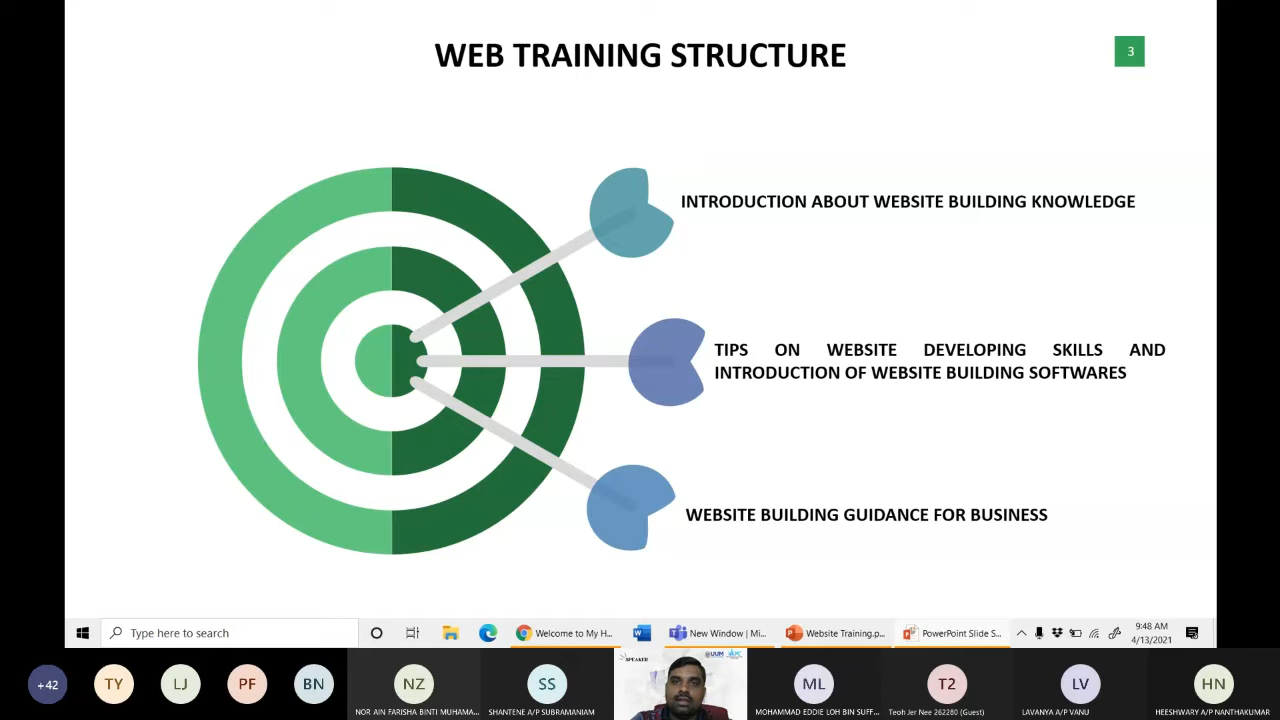 WEB TRAINING STRUCTURE
3
INTRODUCTION ABOUT WEBSITE BUILDING KNOWLEDGE
TIPS ON WEBSITE DEVELOPING SKILLS AND
INTRODUCTION OF WEBSITE BUILDING SOFTWARES
WEBSITE BUILDING GUIDANCE FOR BUSINESS
Type here to search
Welcome to My H...
New Window | Mi...
Website Training.p...
PowerPoint Slide S...
9:48 AM
4/13/2021
+42
TY
LJ
PF
BN
NZ
NOR AIN FARISHA BINTI MUHAMA...
SS
SHANTENE A/P SUBRAMANIAM
SPEAKER
UUM
ML
MOHAMMAD EDDIE LOH BIN SUFF...
T2
Teoh Jer Nee 262280 (Guest)
LV
LAVANYA A/P VANU
HN
HEESHWARY A/P NANTHAKUMAR